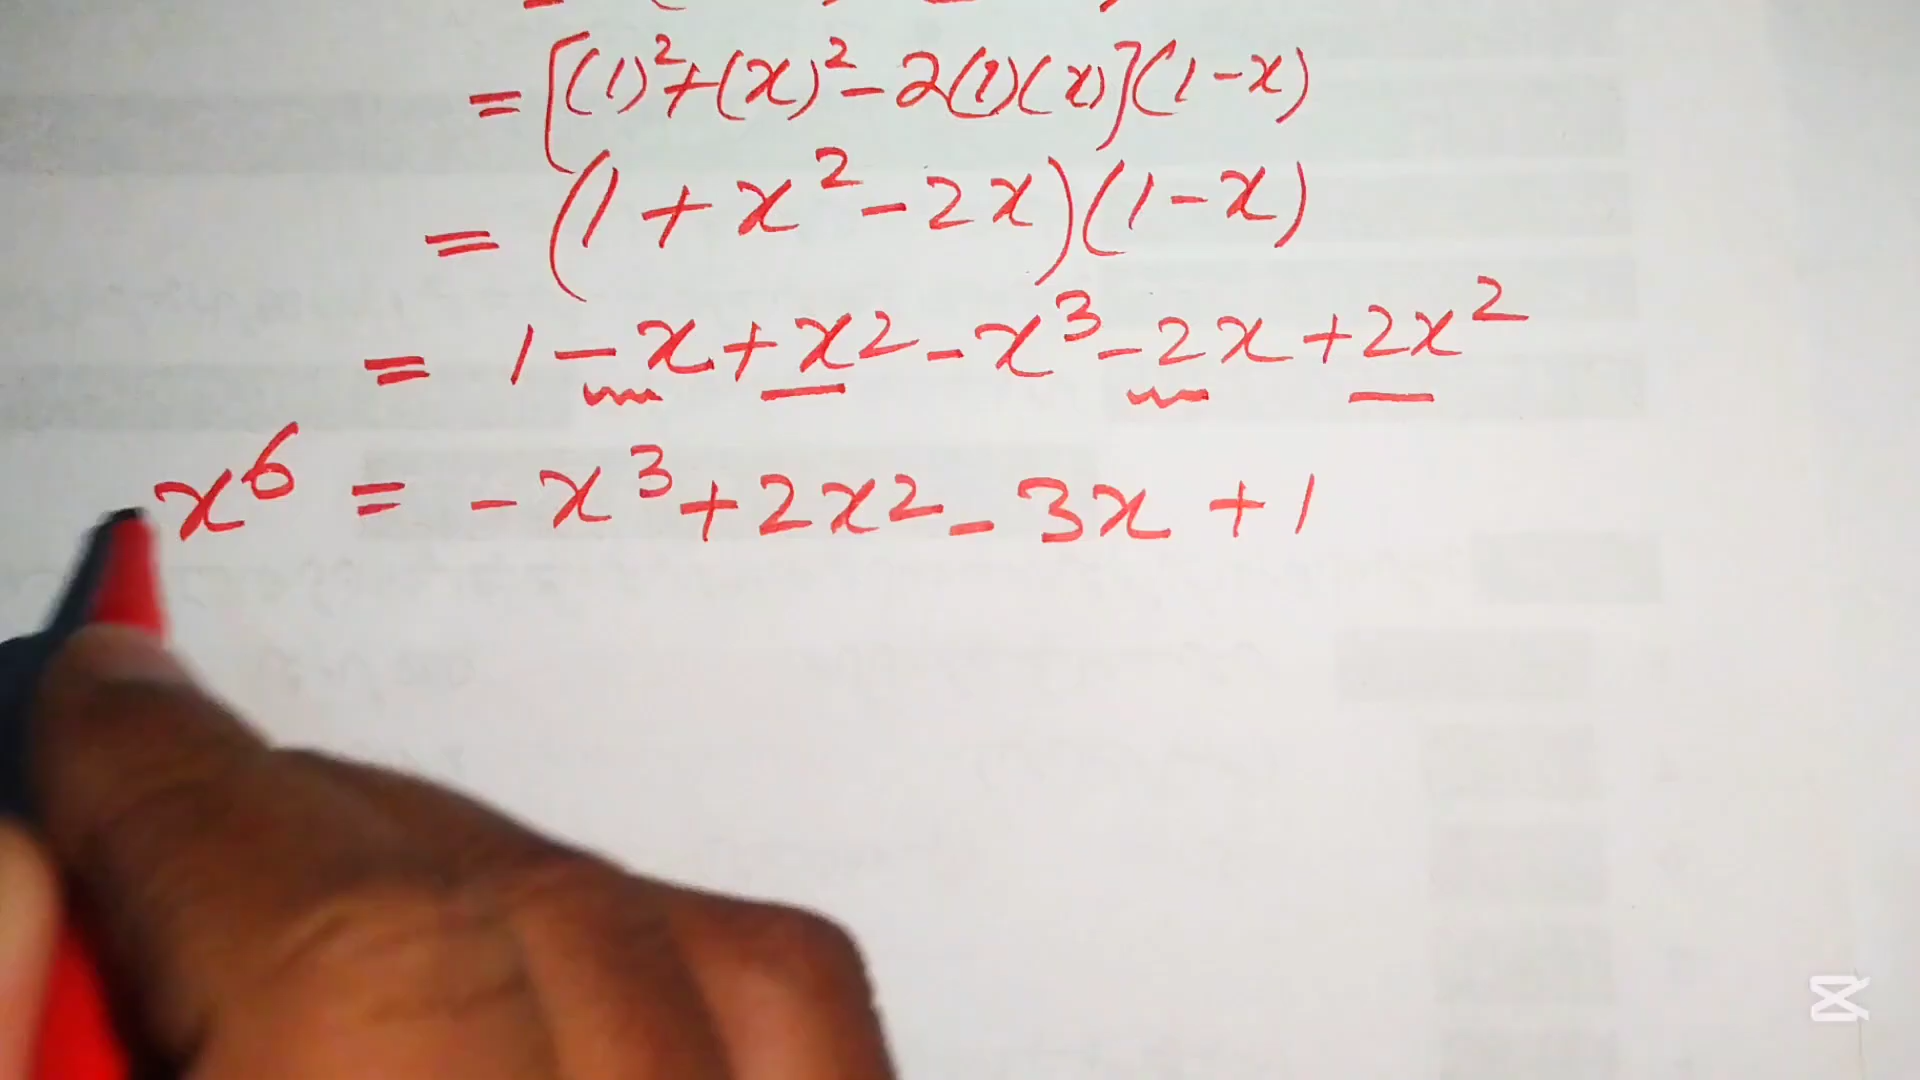 = [(1)²+(x)²-2(1)(x)](1-x)
= (1+x²-2x)(1-x)
= 1-x+x2-x³-2x+2x²
x⁶ = -x³+2x2-3x+1